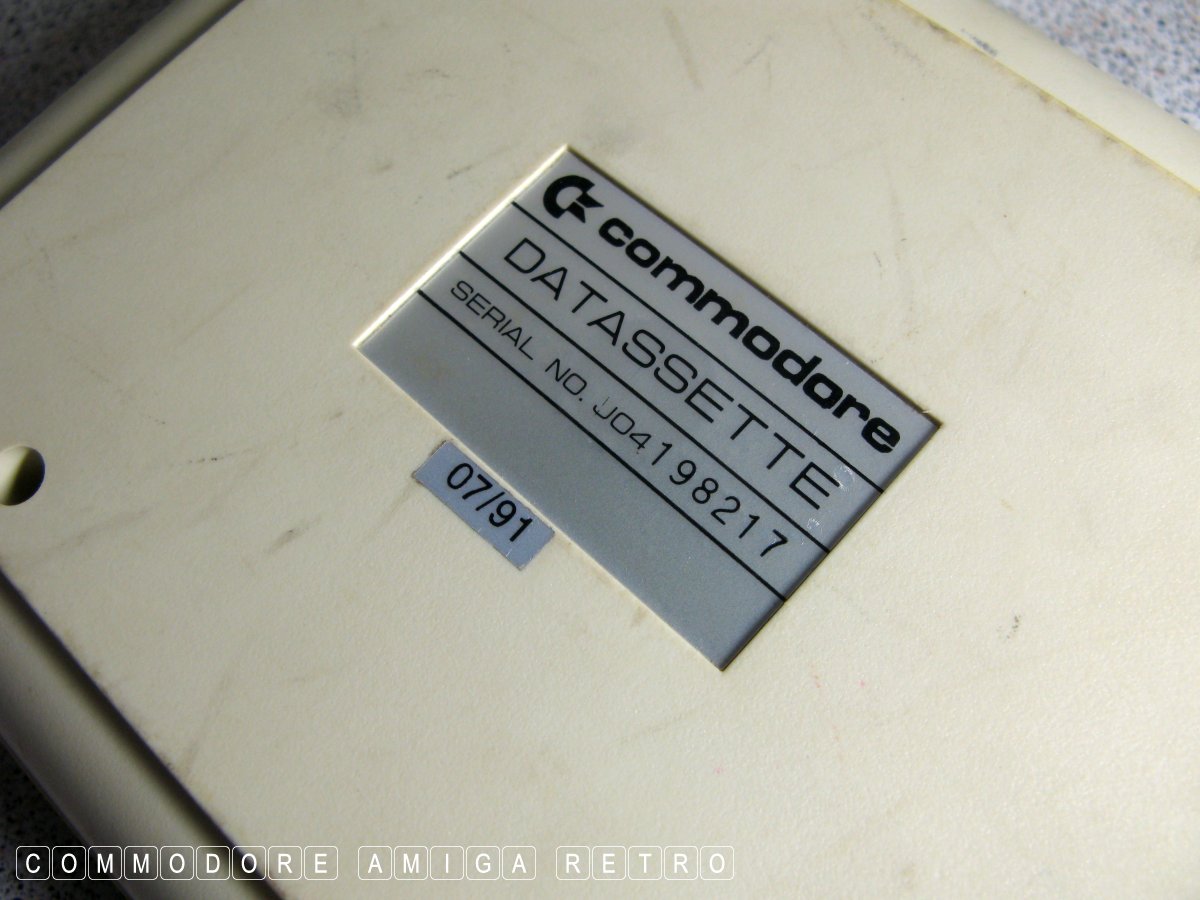 commodore
DATASSETTE
SERIAL NO. J04198217
07/91
COMMODORE AMIGA RETRO